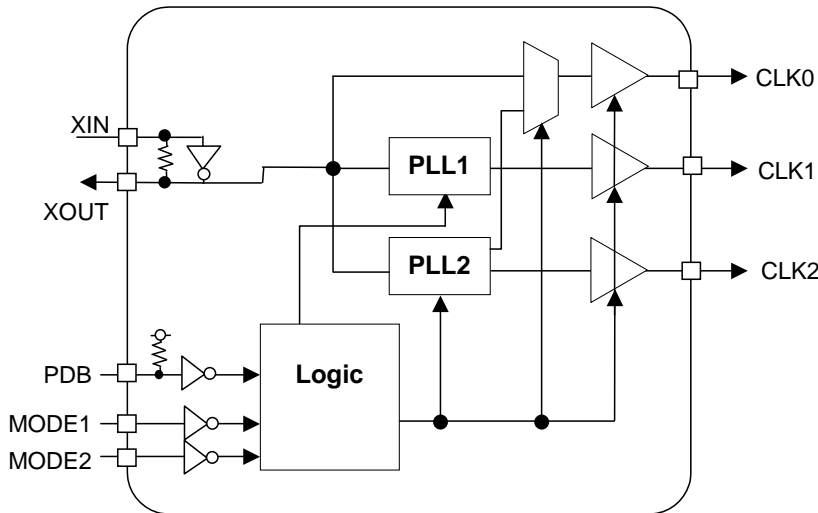 CLK0
XIN
PLL1
CLK1
XOUT
PLL2
CLK2
PDB
Logic
MODE1
MODE2